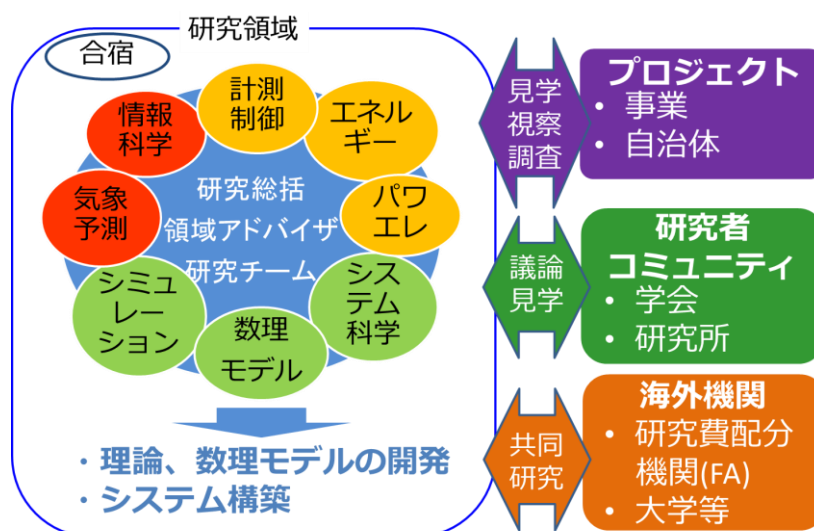 研究領域
合宿
計測
制御
エネル
ギー
情報
科学
気象
予測
パワ
エレ
研究総括
領域アドバイザ
研究チーム
シミュ
レー
ション
数理
モデル
シス
テム
科学
・理論、数理モデルの開発
・システム構築
見学
視察
調査
プロジェクト
• 事業
• 自治体
議論
見学
研究者
コミュニティ
• 学会
• 研究所
共同
研究
海外機関
• 研究費配分
機関(FA)
• 大学等